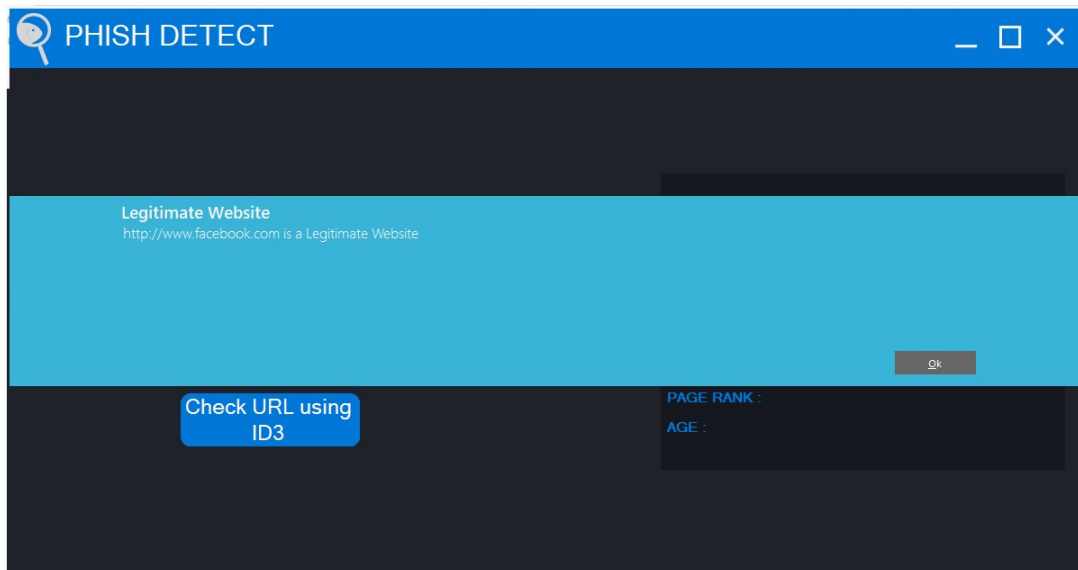 PHISH DETECT
Legitimate Website
http://www.facebook.com is a Legitimate Website
Ok
Check URL using
ID3
PAGE RANK :
AGE :